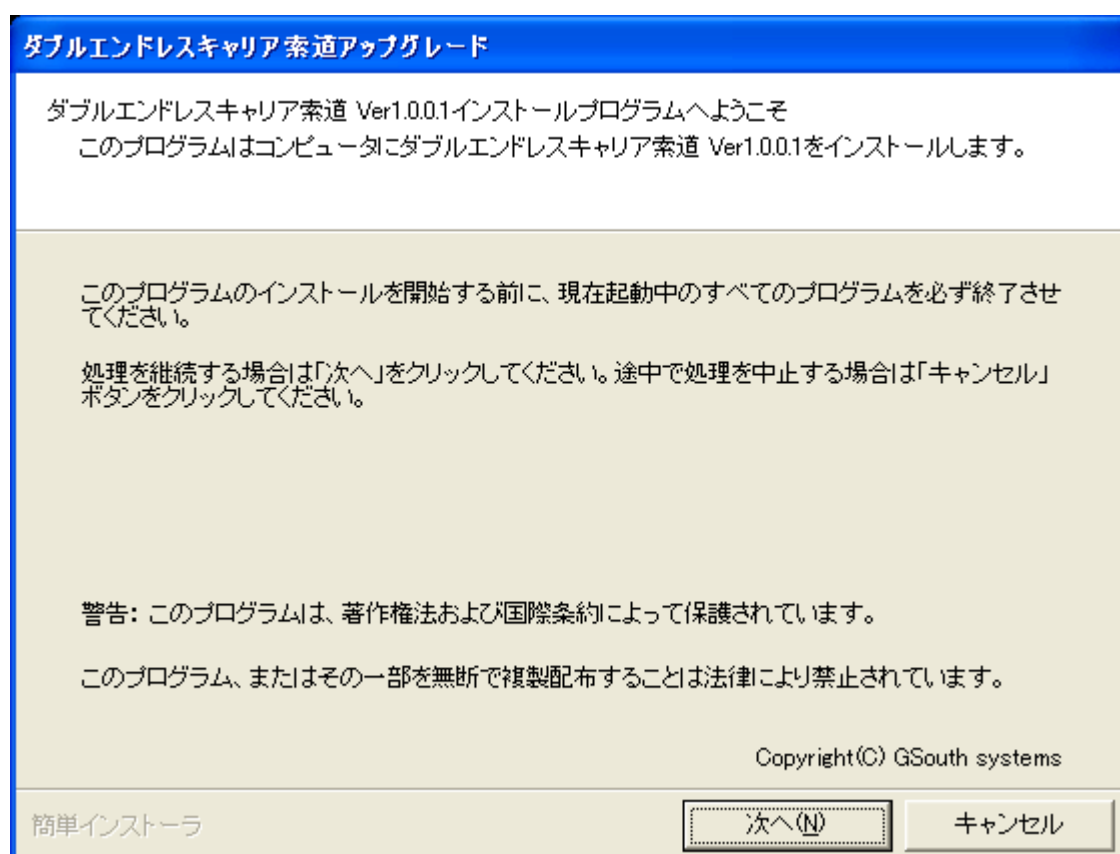 ダブルエンドレスキャリア索道アップグレード
ダブルエンドレスキャリア索道 Ver1.0.0.1インストールプログラムへようこそ
このプログラムはコンピュータにダブルエンドレスキャリア索道 Ver1.0.0.1をインストールします。
このプログラムのインストールを開始する前に、現在起動中のすべてのプログラムを必ず終了させ
てください。
処理を継続する場合は「次へ」をクリックしてください。途中で処理を中止する場合は「キャンセル」
ボタンをクリックしてください。
警告: このプログラムは、著作権法および国際条約によって保護されています。
このプログラム、またはその一部を無断で複製配布することは法律により禁止されています。
Copyright(C) GSouth systems
簡単インストーラ
次へ(N)
キャンセル